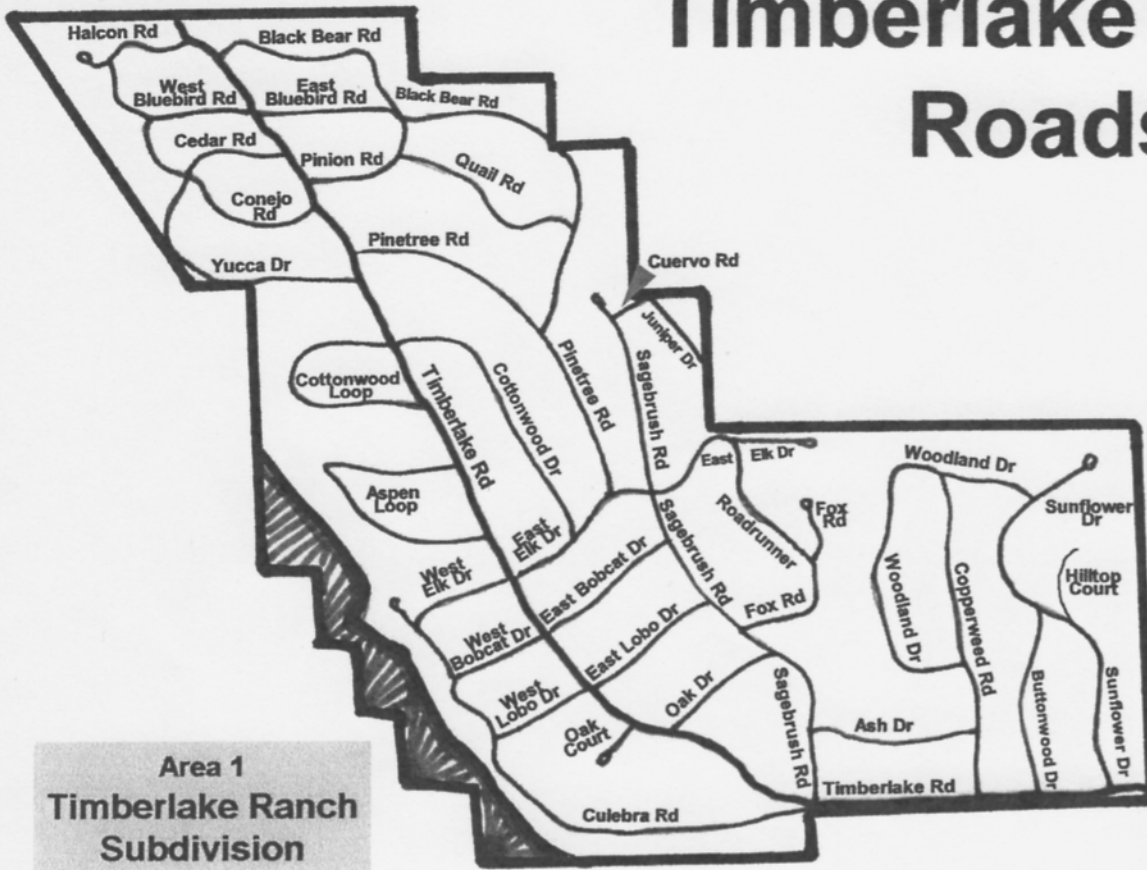 Timberlake
Roads
Halcon Rd
Black Bear Rd
West
Bluebird Rd
East
Bluebird Rd
Black Bear Rd
Cedar Rd
Pinion Rd
Quail Rd
Conejo
Rd
Pinetree Rd
Yucca Dr
Cuervo Rd
Juniper Dr
Cottonwood
Loop
Timberlake Rd
Cottonwood Dr
Pinetree Rd
Sagebrush Rd
Aspen
Loop
East
Elk Dr
East Elk Dr
Roadrunner
Fox
Rd
Woodland Dr
Sunflower
Dr
West
Elk Dr
East Bobcat Dr
Sagebrush Rd
Fox Rd
Woodland Dr
Copperweed Rd
Hilltop
Court
West
Bobcat Dr
East Lobo Dr
West
Lobo Dr
Oak Dr
Sagebrush Rd
Oak
Court
Ash Dr
Buttonwood Dr
Sunflower Dr
Timberlake Rd
Culebra Rd
Area 1
Timberlake Ranch
Subdivision